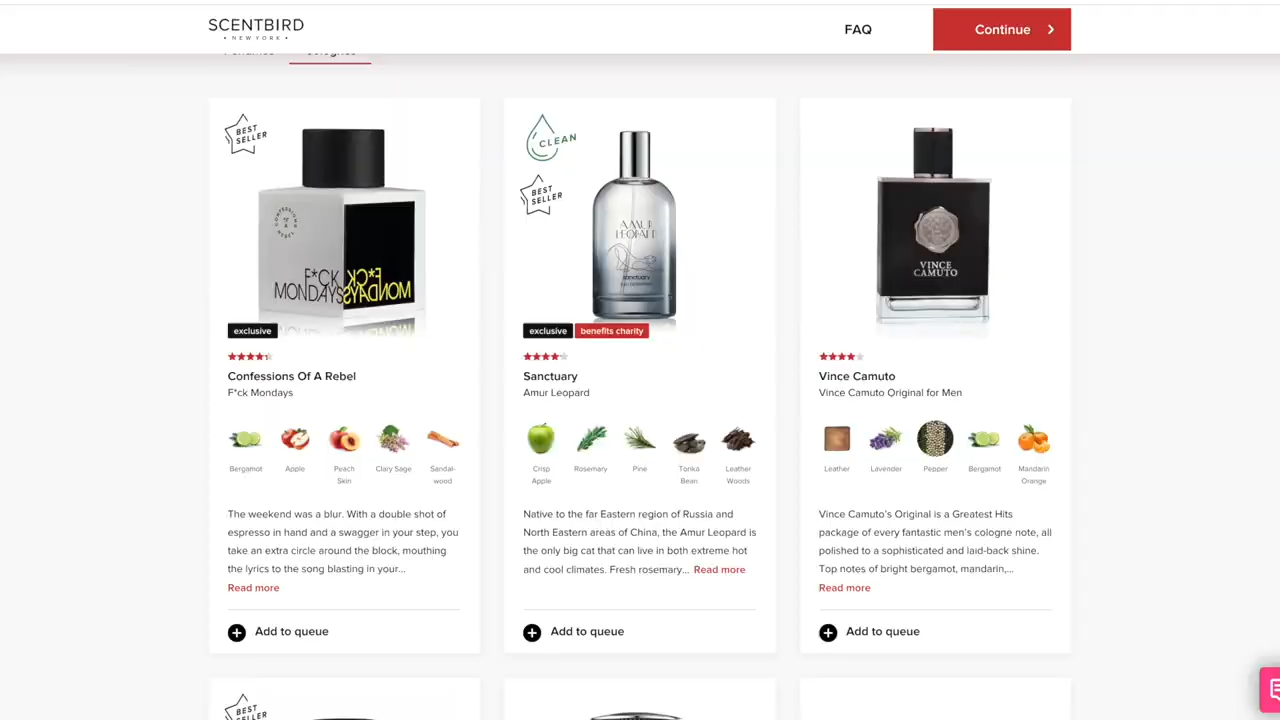 SCENTBIRD
• NEW YORK •
FAQ
Continue
Colognes
BEST
SELLER
CONFESSIONS
OF A
REBEL
F*CK
MONDAYS
F*CK
MONDAYS
exclusive
Confessions Of A Rebel
F*ck Mondays
Bergamot
Apple
Peach
Skin
Clary Sage
Sandal-
wood
The weekend was a blur. With a double shot of
espresso in hand and a swagger in your step, you
take an extra circle around the block, mouthing
the lyrics to the song blasting in your...
Read more
Add to queue
CLEAN
BEST
SELLER
AMUR
LEOPARD
sanctuary
exclusive
benefits charity
Sanctuary
Amur Leopard
Crisp
Apple
Rosemary
Pine
Tonka
Bean
Leather
Woods
Native to the far Eastern region of Russia and
North Eastern areas of China, the Amur Leopard is
the only big cat that can live in both extreme hot
and cool climates. Fresh rosemary... Read more
Add to queue
VINCE
CAMUTO
Vince Camuto
Vince Camuto Original for Men
Leather
Lavender
Pepper
Bergamot
Mandarin
Orange
Vince Camuto's Original is a Greatest Hits
package of every fantastic men's cologne note, all
polished to a sophisticated and laid-back shine.
Top notes of bright bergamot, mandarin,...
Read more
Add to queue
BEST
SELLER